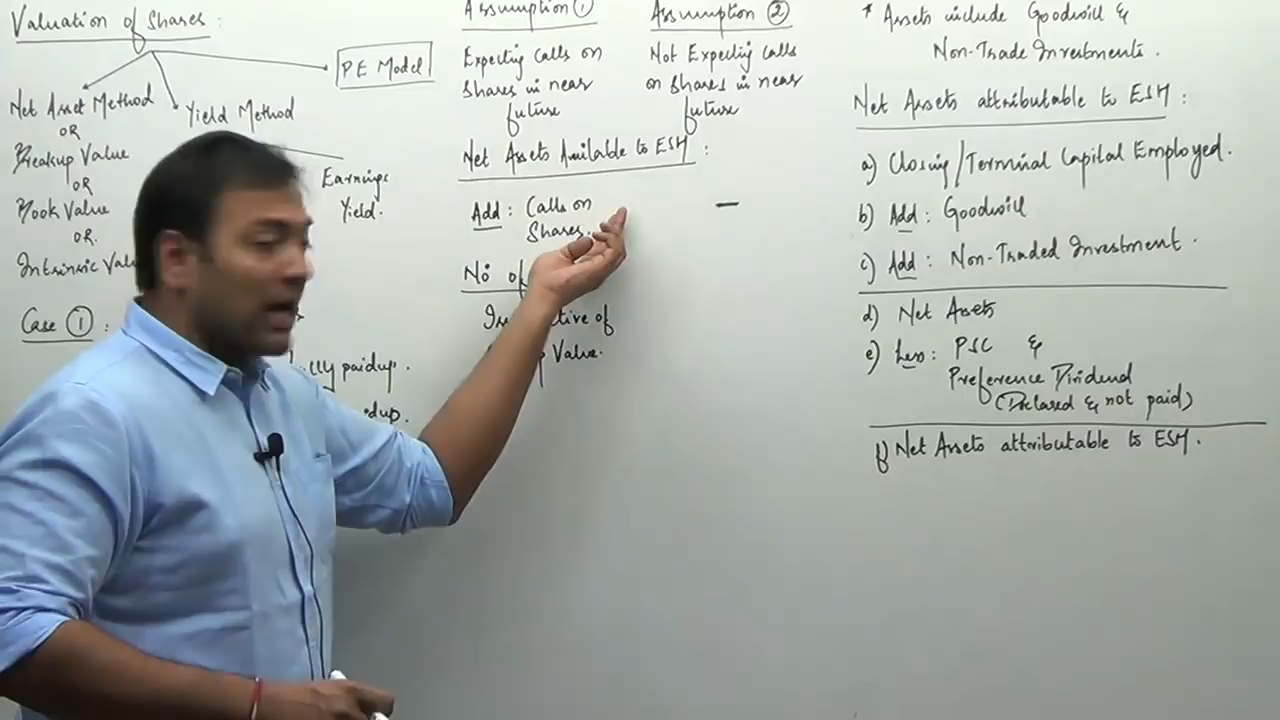 Valuation of Shares :
PE Model
Net Asset Method
OR
Breakup Value
OR
Book Value
OR
Intrinsic
Yield Method
Earnings
Yield.
Case ① :
paidup.
Assumption ①
Expecting Calls on
Shares in near
future
Assumption ②
Not Expecting Calls
on Shares in near
future
Net Assets Available to ESH :
Add : Calls on
Shares.
—
No of
of
Value.
* Assets include Goodwill &
Non-Trade Investments.
Net Assets attributable to ESH :
a) Closing/Terminal Capital Employed.
b) Add : Goodwill
c) Add : Non-Traded Investment.
d) Net Assets
e) Less : PSC &
Preference Dividend
(Declared & not paid)
f) Net Assets attributable to ESH.